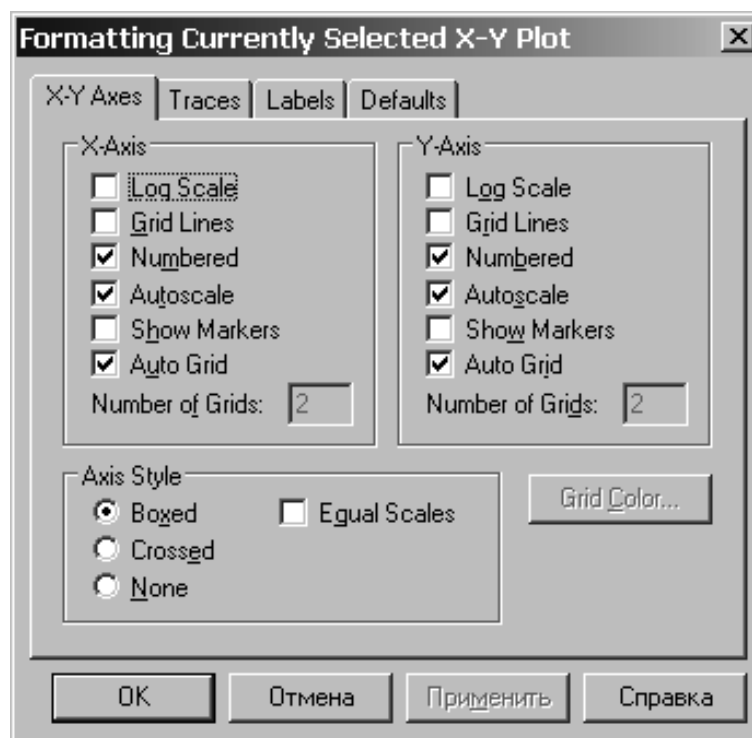 Formatting Currently Selected X-Y Plot
X-Y Axes Traces Labels Defaults
X-Axis
Log Scale
Grid Lines
Numbered
Autoscale
Show Markers
Auto Grid
Number of Grids: 2
Y-Axis
Log Scale
Grid Lines
Numbered
Autoscale
Show Markers
Auto Grid
Number of Grids: 2
Axis Style
Boxed Equal Scales
Crossed
None
Grid Color...
OK Отмена Применить Справка